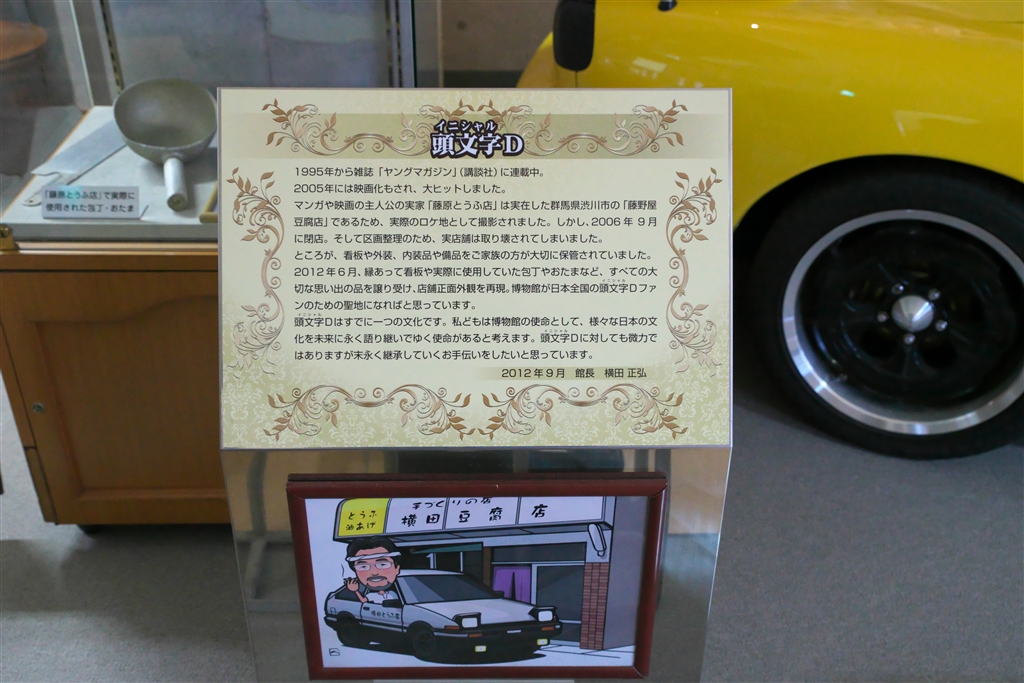 イニシャル
頭文字D
1995年から雑誌「ヤングマガジン」(講談社)に連載中。
2005年には映画化もされ、大ヒットしました。
マンガや映画の主人公の実家「藤原とうふ店」は実在した群馬県渋川市の「藤野屋
豆腐店」であるため、実際のロケ地として撮影されました。しかし、2006年9月
に閉店。そして区画整理のため、実店舗は取り壊されてしまいました。
ところが、看板や外装、内装品や備品をご家族の方が大切に保管されていました。
2012年6月、縁あって看板や実際に使用していた包丁やおたまなど、すべての大
切な思い出の品を譲り受け、店舗正面外観を再現。博物館が日本全国の頭文字Dファ
ンのための聖地になればと思っています。
頭文字Dはすでに一つの文化です。私どもは博物館の使命として、様々な日本の文
化を未来に永く語り継いでゆく使命があると考えます。頭文字Dに対しても微力で
はありますが末永く継承していくお手伝いをしたいと思っています。
2012年9月 館長 横田 正弘
「藤原とうふ店」で実際に
使用された包丁・おたま
とうふ
油あげ
手づくりの店
横田豆腐店
横田とうふ店